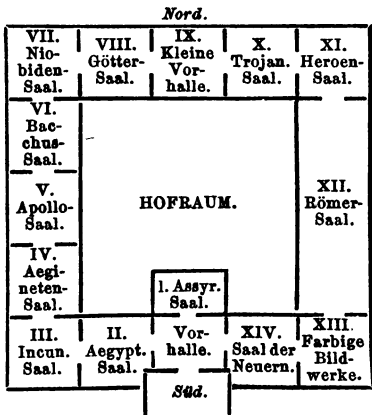 Nord.
VII.
Nio-
biden-
Saal.
VIII.
Götter-
Saal.
IX.
Kleine
Vor-
halle.
X.
Trojan.
Saal.
XI.
Heroen-
Saal.
VI.
Bac-
chus-
Saal.
V.
Apollo-
Saal.
IV.
Aegi-
neten-
Saal.
HOFRAUM.
XII.
Römer-
Saal.
I. Assyr.
Saal.
III.
Incun.
Saal.
II.
Aegypt.
Saal.
Vor-
halle.
XIV.
Saal der
Neuern.
XIII.
Farbige
Bild-
werke.
Süd.